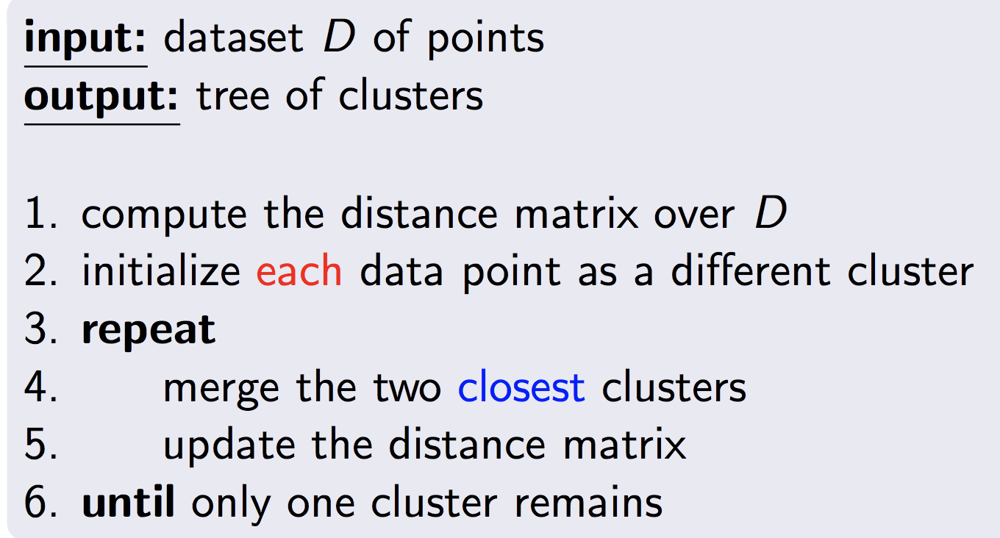 input: dataset D of points
output: tree of clusters
1. compute the distance matrix over D
2. initialize each data point as a different cluster
3. repeat
4. merge the two closest clusters
5. update the distance matrix
6. until only one cluster remains